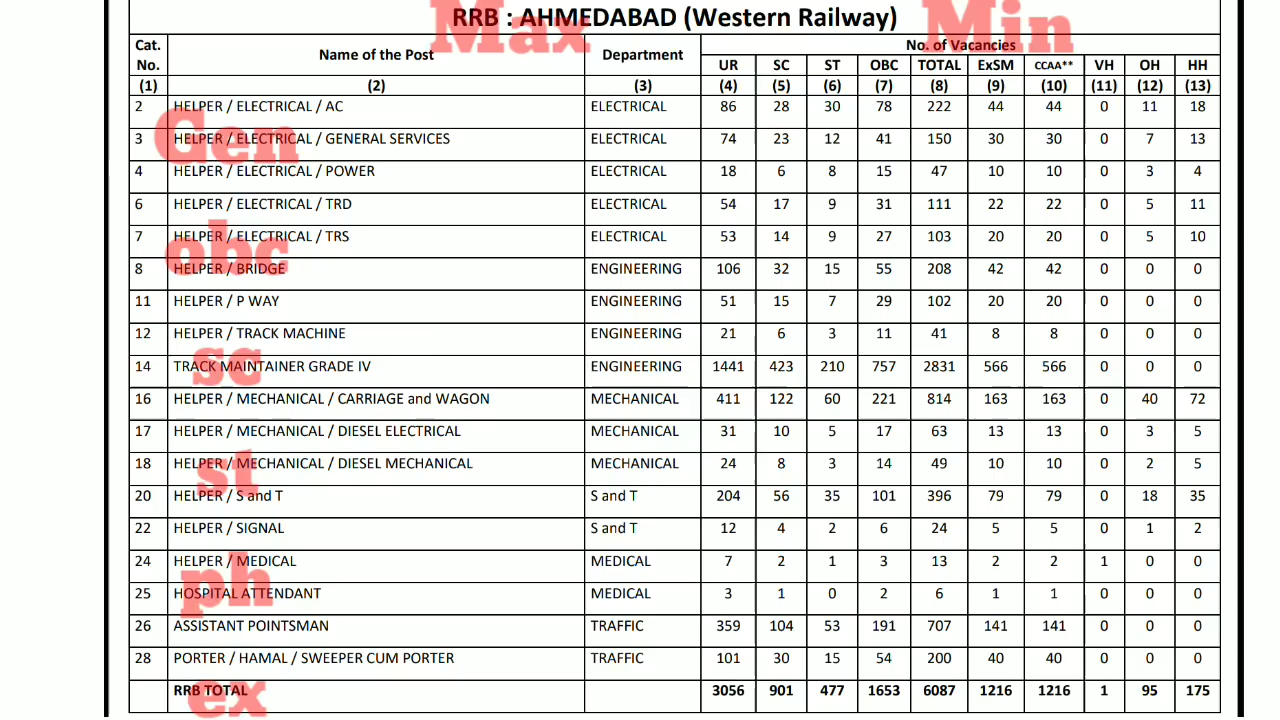 RRB : AHMEDABAD (Western Railway)
Max Min
Cat. No. Name of the Post Department No. of Vacancies
UR SC ST OBC TOTAL ExSM CCAA** VH OH HH
(1) (2) (3) (4) (5) (6) (7) (8) (9) (10) (11) (12) (13)
2 HELPER / ELECTRICAL / AC ELECTRICAL 86 28 30 78 222 44 44 0 11 18
Gen
3 HELPER / ELECTRICAL / GENERAL SERVICES ELECTRICAL 74 23 12 41 150 30 30 0 7 13
4 HELPER / ELECTRICAL / POWER ELECTRICAL 18 6 8 15 47 10 10 0 3 4
6 HELPER / ELECTRICAL / TRD ELECTRICAL 54 17 9 31 111 22 22 0 5 11
7 HELPER / ELECTRICAL / TRS ELECTRICAL 53 14 9 27 103 20 20 0 5 10
obc
8 HELPER / BRIDGE ENGINEERING 106 32 15 55 208 42 42 0 0 0
11 HELPER / P WAY ENGINEERING 51 15 7 29 102 20 20 0 0 0
12 HELPER / TRACK MACHINE ENGINEERING 21 6 3 11 41 8 8 0 0 0
sc
14 TRACK MAINTAINER GRADE IV ENGINEERING 1441 423 210 757 2831 566 566 0 0 0
16 HELPER / MECHANICAL / CARRIAGE and WAGON MECHANICAL 411 122 60 221 814 163 163 0 40 72
17 HELPER / MECHANICAL / DIESEL ELECTRICAL MECHANICAL 31 10 5 17 63 13 13 0 3 5
18 HELPER / MECHANICAL / DIESEL MECHANICAL MECHANICAL 24 8 3 14 49 10 10 0 2 5
st
20 HELPER / S and T S and T 204 56 35 101 396 79 79 0 18 35
22 HELPER / SIGNAL S and T 12 4 2 6 24 5 5 0 1 2
24 HELPER / MEDICAL MEDICAL 7 2 1 3 13 2 2 1 0 0
ph
25 HOSPITAL ATTENDANT MEDICAL 3 1 0 2 6 1 1 0 0 0
26 ASSISTANT POINTSMAN TRAFFIC 359 104 53 191 707 141 141 0 0 0
28 PORTER / HAMAL / SWEEPER CUM PORTER TRAFFIC 101 30 15 54 200 40 40 0 0 0
RRB TOTAL 3056 901 477 1653 6087 1216 1216 1 95 175
ex